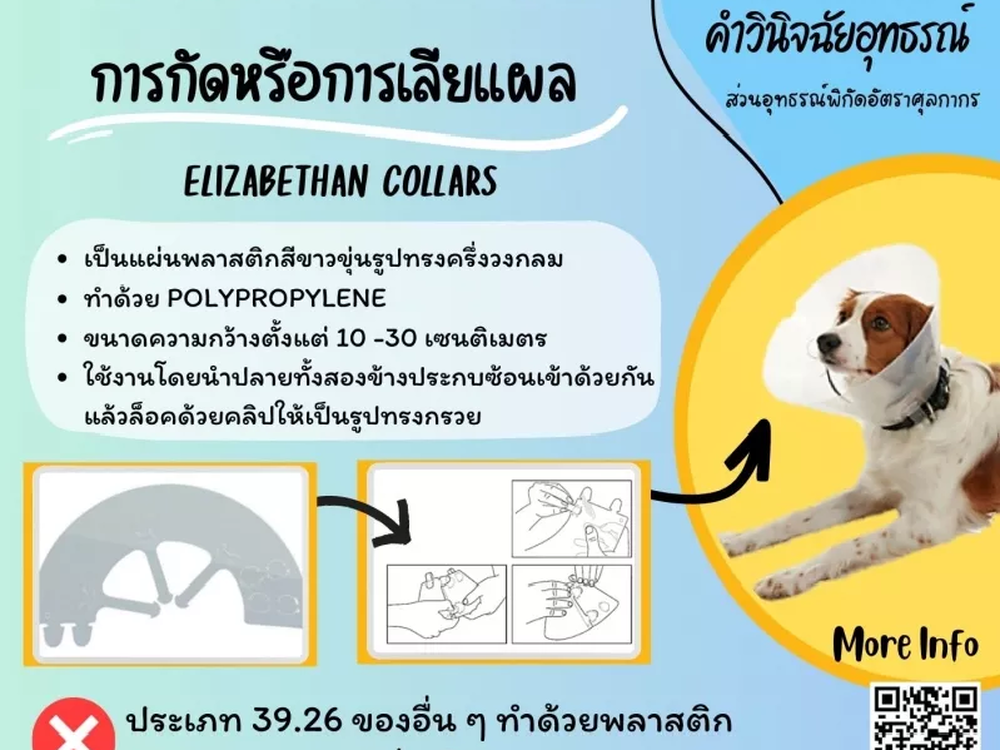 คำวินิจฉัยอุทธรณ์
ส่วนอุทธรณ์พิกัดอัตราศุลกากร
การกัดหรือการเลียแผล
ELIZABETHAN COLLARS
• เป็นแผ่นพลาสติกสีขาวขุ่นรูปทรงครึ่งวงกลม
• ทำด้วย POLYPROPYLENE
• ขนาดความกว้างตั้งแต่ 10 -30 เซนติเมตร
• ใช้งานโดยนำปลายทั้งสองข้างประกบซ้อนเข้าด้วยกัน
แล้วล็อคด้วยคลิปให้เป็นรูปทรงกรวย
More Info
ประเภท 39.26 ของอื่น ๆ ทำด้วยพลาสติก